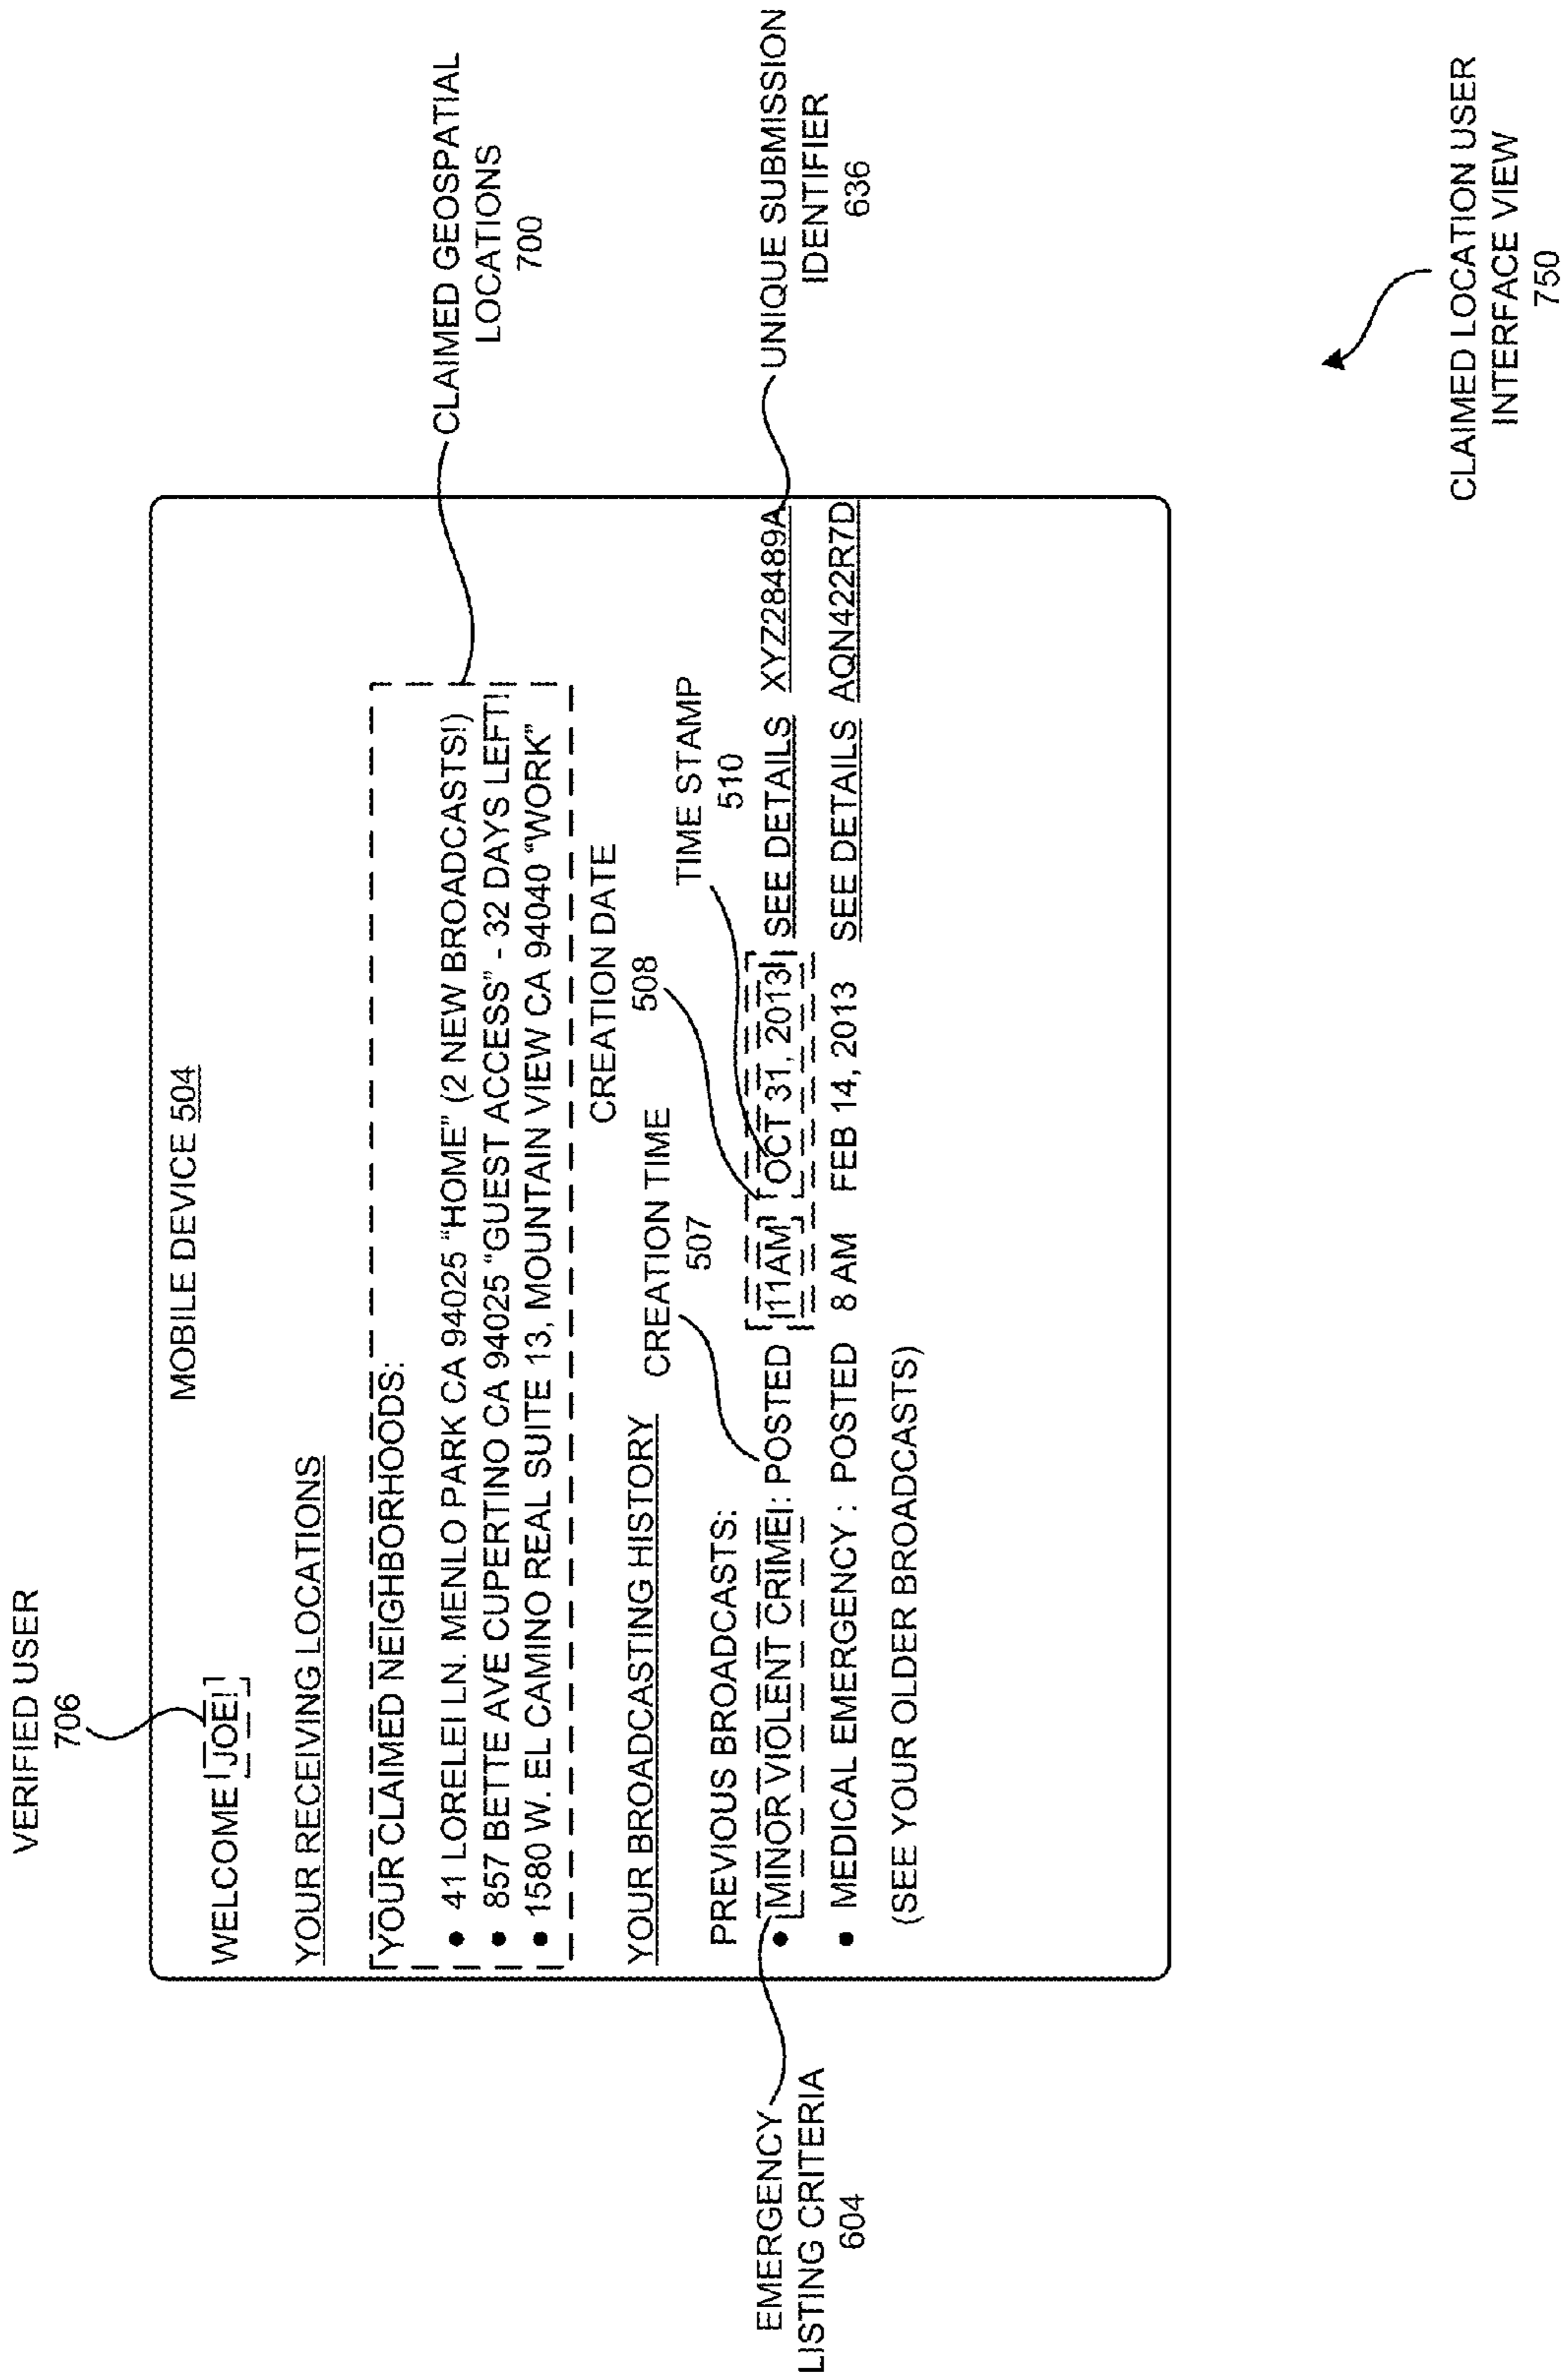 VERIFIED USER
706
MOBILE DEVICE 504
WELCOME JOE!
YOUR RECEIVING LOCATIONS
YOUR CLAIMED NEIGHBORHOODS:
• 41 LORELEI LN. MENLO PARK CA 94025 “HOME” (2 NEW BROADCASTS!)
• 857 BETTE AVE CUPERTINO CA 94025 “GUEST ACCESS” - 32 DAYS LEFT!
• 1580 W. EL CAMINO REAL SUITE 13, MOUNTAIN VIEW CA 94040 “WORK”
CLAIMED GEOSPATIAL
LOCATIONS
700
YOUR BROADCASTING HISTORY
CREATION TIME
507
CREATION DATE
508
TIME STAMP
510
PREVIOUS BROADCASTS:
• MINOR VIOLENT CRIME: POSTED 11AM OCT 31, 2013 SEE DETAILS XYZ28489A
• MEDICAL EMERGENCY : POSTED 8 AM FEB 14, 2013 SEE DETAILS AQN422R7D
(SEE YOUR OLDER BROADCASTS)
EMERGENCY
LISTING CRITERIA
604
UNIQUE SUBMISSION
IDENTIFIER
636
CLAIMED LOCATION USER
INTERFACE VIEW
750